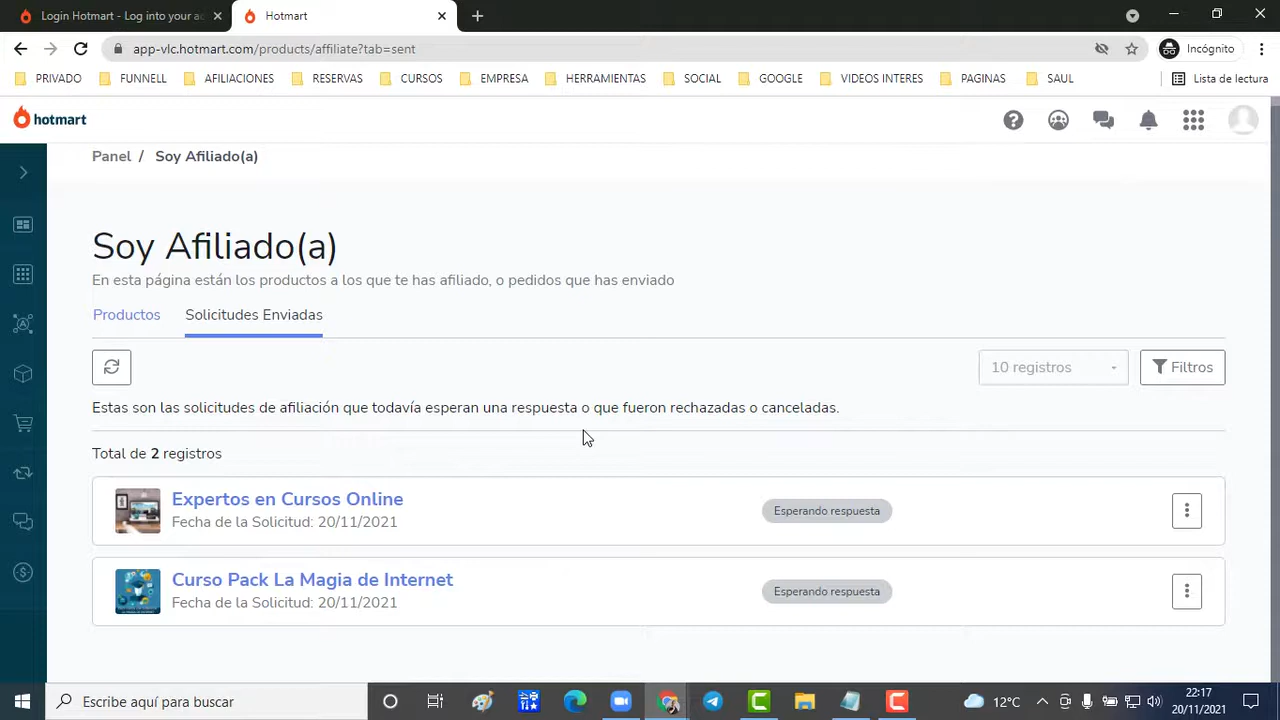 Login Hotmart - Log into your ac
Hotmart
app-vlc.hotmart.com/products/affiliate?tab=sent
Incógnito
PRIVADO FUNNELL AFILIACIONES RESERVAS CURSOS EMPRESA HERRAMIENTAS SOCIAL GOOGLE VIDEOS INTERES PAGINAS SAUL Lista de lectura
hotmart
Panel / Soy Afiliado(a)
Soy Afiliado(a)
En esta página están los productos a los que te has afiliado, o pedidos que has enviado
Productos Solicitudes Enviadas
10 registros Filtros
Estas son las solicitudes de afiliación que todavía esperan una respuesta o que fueron rechazadas o canceladas.
Total de 2 registros
Expertos en Cursos Online
Fecha de la Solicitud: 20/11/2021
Esperando respuesta
Curso Pack La Magia de Internet
Fecha de la Solicitud: 20/11/2021
Esperando respuesta
Escribe aquí para buscar
12°C
22:17
20/11/2021